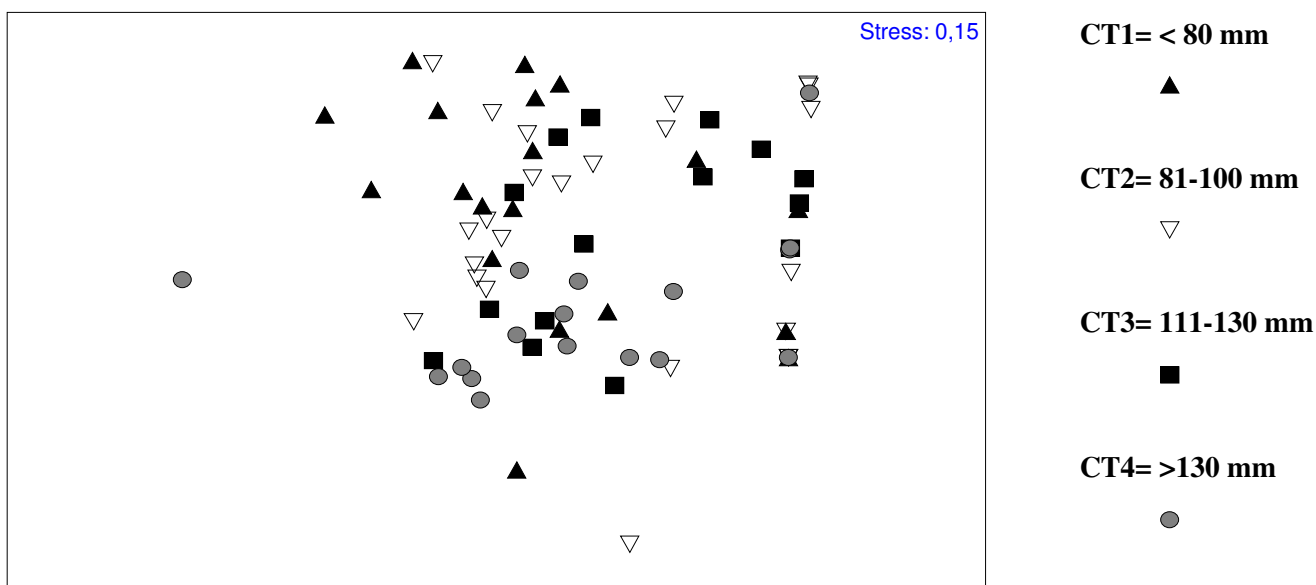 Stress: 0,15
CT1= < 80 mm
CT2= 81-100 mm
CT3= 111-130 mm
CT4= >130 mm